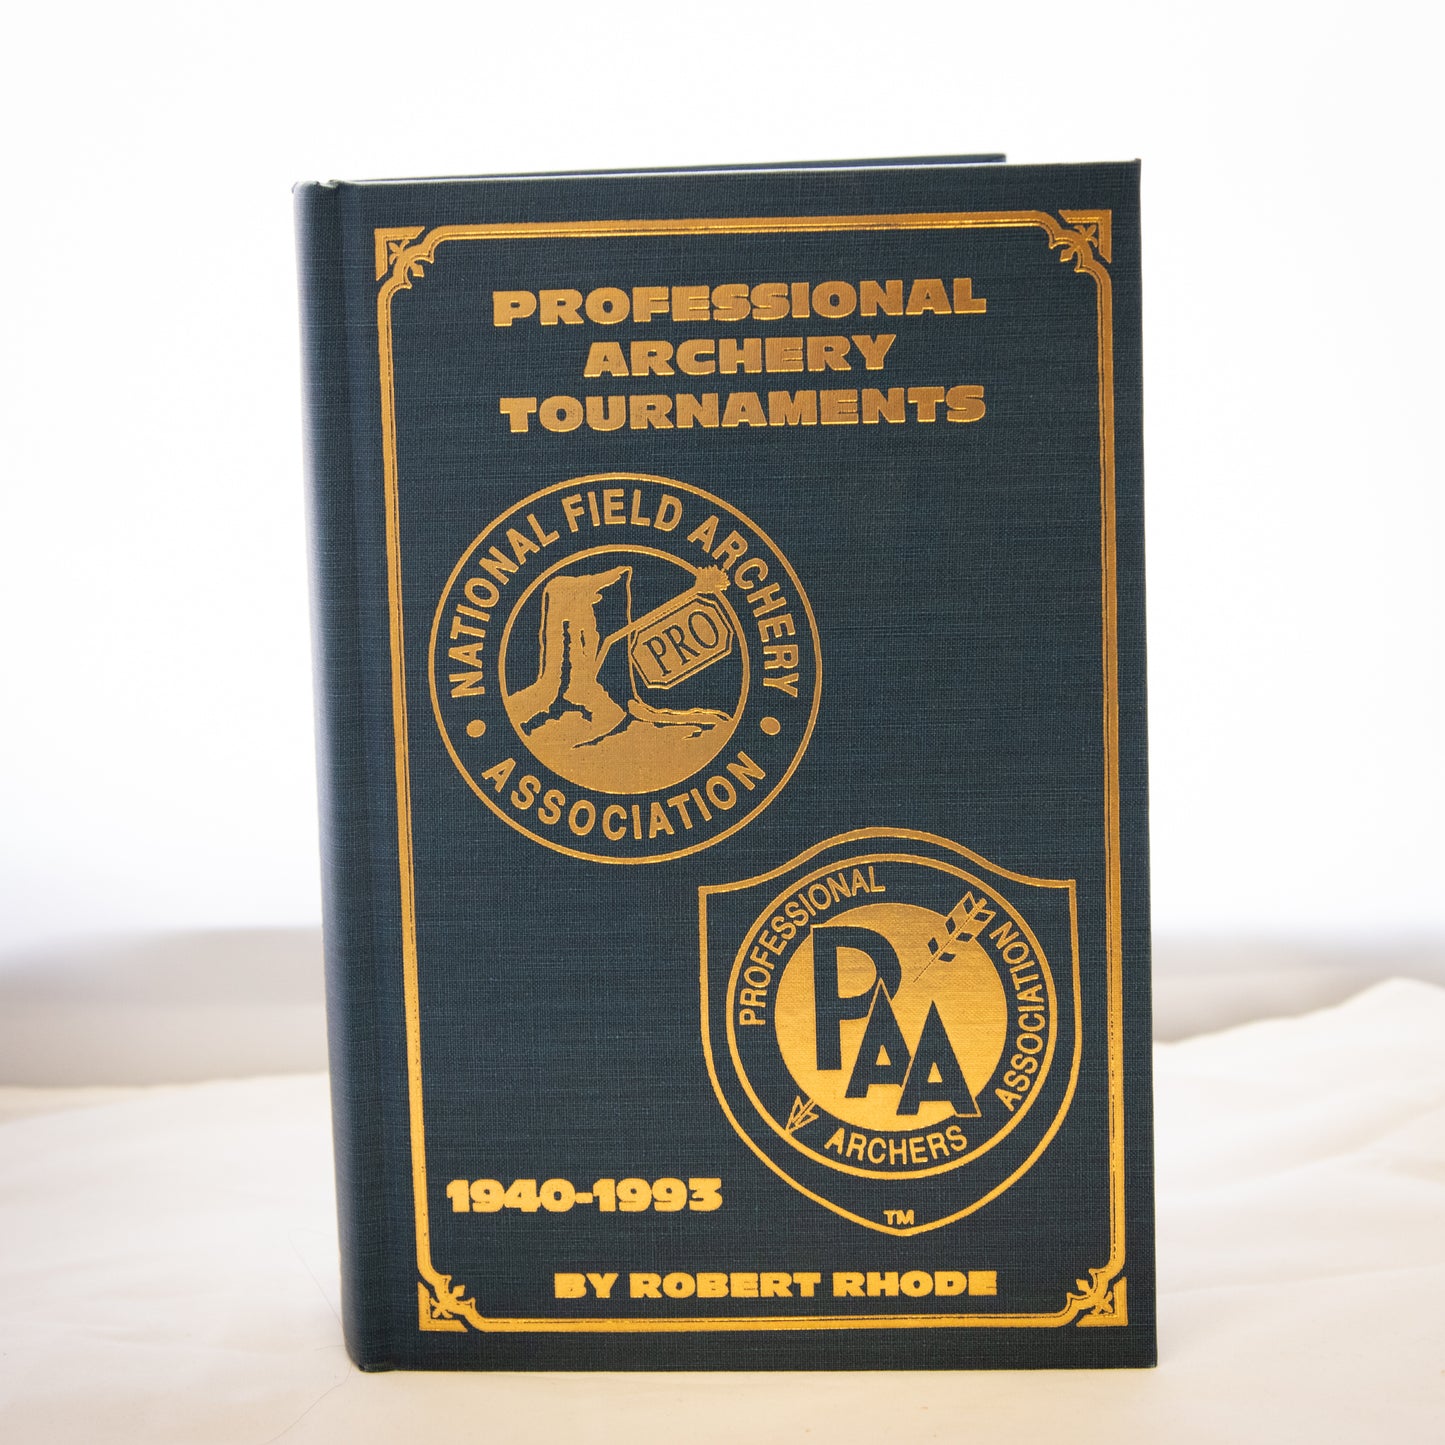 PROFESSIONAL
ARCHERY
TOURNAMENTS
NATIONAL FIELD ARCHERY
PRO
• ASSOCIATION •
PROFESSIONAL
ASSOCIATION
PAA
ARCHERS
TM
1940-1993
BY ROBERT RHODE